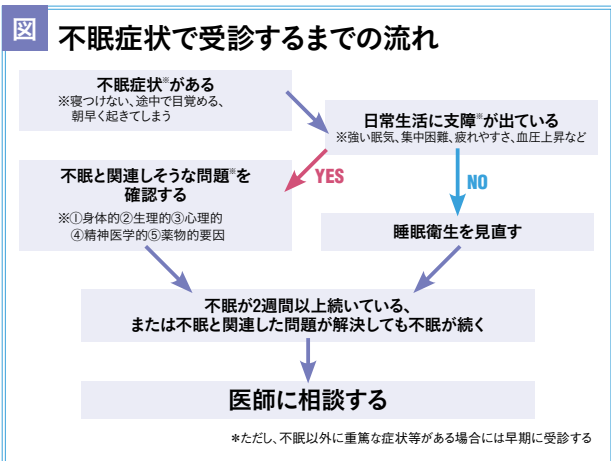 図
不眠症状で受診するまでの流れ
不眠症状※がある
※寝つけない、途中で目覚める、
朝早く起きてしまう
日常生活に支障※が出ている
※強い眠気、集中困難、疲れやすさ、血圧上昇など
YES
NO
不眠と関連しそうな問題※を
確認する
※①身体的②生理的③心理的
④精神医学的⑤薬物的要因
睡眠衛生を見直す
不眠が2週間以上続いている、
または不眠と関連した問題が解決しても不眠が続く
医師に相談する
*ただし、不眠以外に重篤な症状等がある場合には早期に受診する